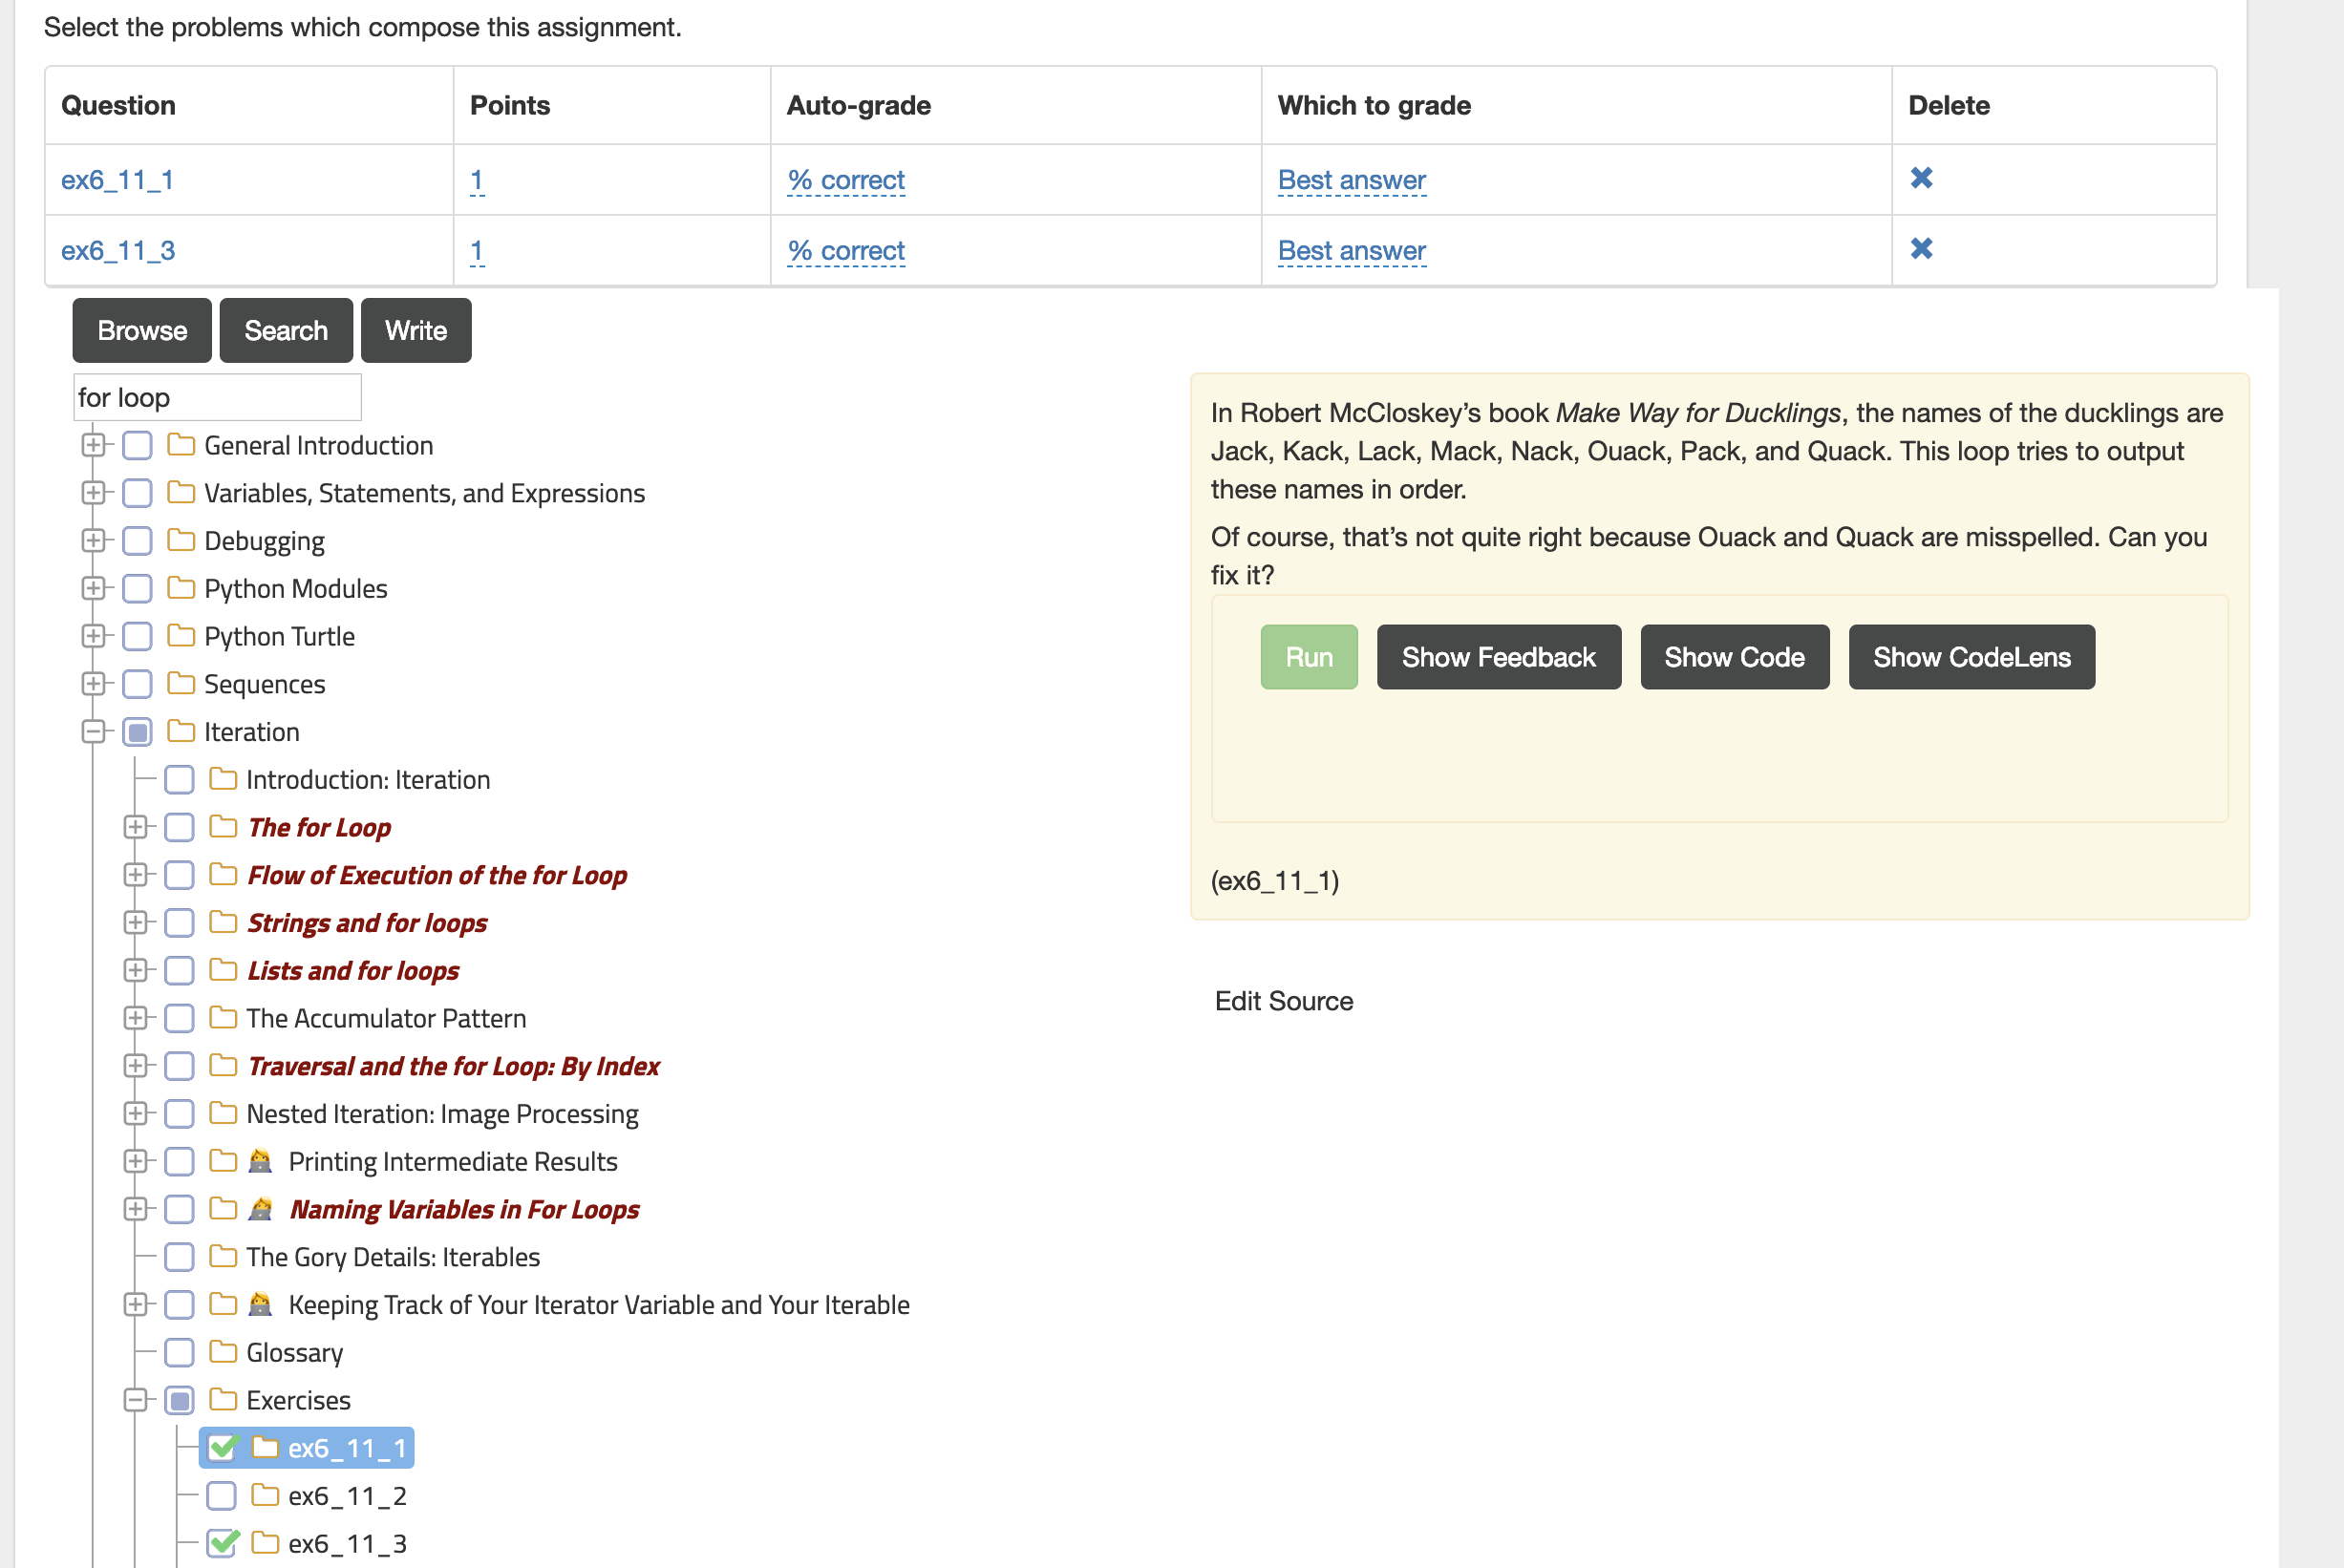 Select the problems which compose this assignment.
Question Points Auto-grade Which to grade Delete
ex6_11_1 1 % correct Best answer ✖
ex6_11_3 1 % correct Best answer ✖
Browse Search Write
for loop
General Introduction
Variables, Statements, and Expressions
Debugging
Python Modules
Python Turtle
Sequences
Iteration
Introduction: Iteration
The for Loop
Flow of Execution of the for Loop
Strings and for loops
Lists and for loops
The Accumulator Pattern
Traversal and the for Loop: By Index
Nested Iteration: Image Processing
Printing Intermediate Results
Naming Variables in For Loops
The Gory Details: Iterables
Keeping Track of Your Iterator Variable and Your Iterable
Glossary
Exercises
ex6_11_1
ex6_11_2
ex6_11_3
In Robert McCloskey’s book Make Way for Ducklings, the names of the ducklings are
Jack, Kack, Lack, Mack, Nack, Ouack, Pack, and Quack. This loop tries to output
these names in order.
Of course, that’s not quite right because Ouack and Quack are misspelled. Can you
fix it?
Run Show Feedback Show Code Show CodeLens
(ex6_11_1)
Edit Source